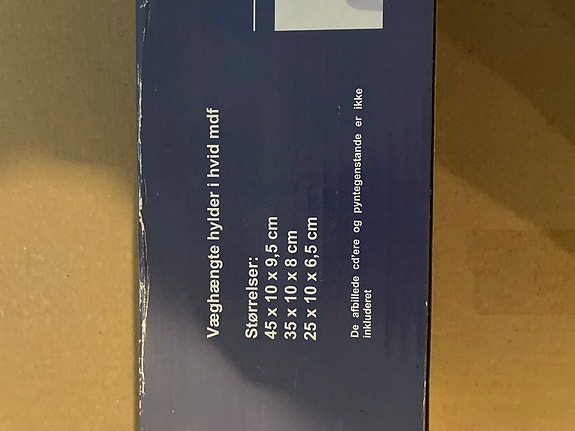 Væghængte hylder i hvid mdf
Størrelser:
45 x 10 x 9,5 cm
35 x 10 x 8 cm
25 x 10 x 6,5 cm
De afbillede cd'ere og pyntegenstande er ikke
inkluderet